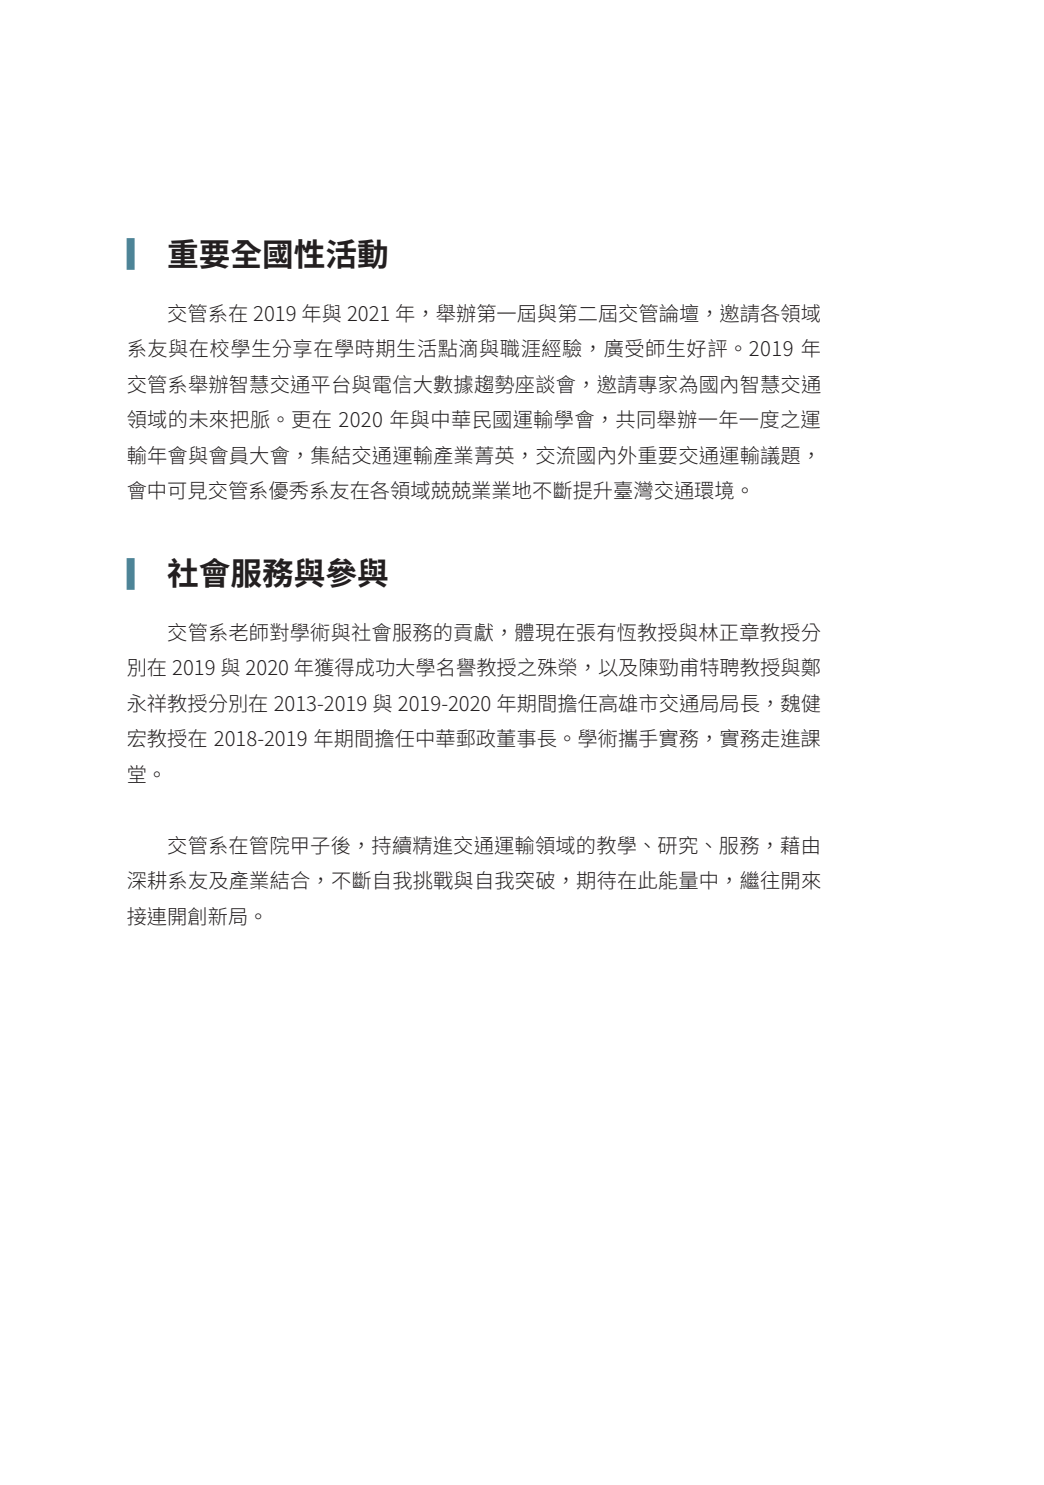 重要全國性活動
交管系在 2019 年與 2021 年，舉辦第一屆與第二屆交管論壇，邀請各領域
系友與在校學生分享在學時期生活點滴與職涯經驗，廣受師生好評。2019 年
交管系舉辦智慧交通平台與電信大數據趨勢座談會，邀請專家為國內智慧交通
領域的未來把脈。更在 2020 年與中華民國運輸學會，共同舉辦一年一度之運
輸年會與會員大會，集結交通運輸產業菁英，交流國內外重要交通運輸議題，
會中可見交管系優秀系友在各領域兢兢業業地不斷提升臺灣交通環境。
社會服務與參與
交管系老師對學術與社會服務的貢獻，體現在張有恆教授與林正章教授分
別在 2019 與 2020 年獲得成功大學名譽教授之殊榮，以及陳勁甫特聘教授與鄭
永祥教授分別在 2013-2019 與 2019-2020 年期間擔任高雄市交通局局長，魏健
宏教授在 2018-2019 年期間擔任中華郵政董事長。學術攜手實務，實務走進課
堂。
交管系在管院甲子後，持續精進交通運輸領域的教學、研究、服務，藉由
深耕系友及產業結合，不斷自我挑戰與自我突破，期待在此能量中，繼往開來
接連開創新局。